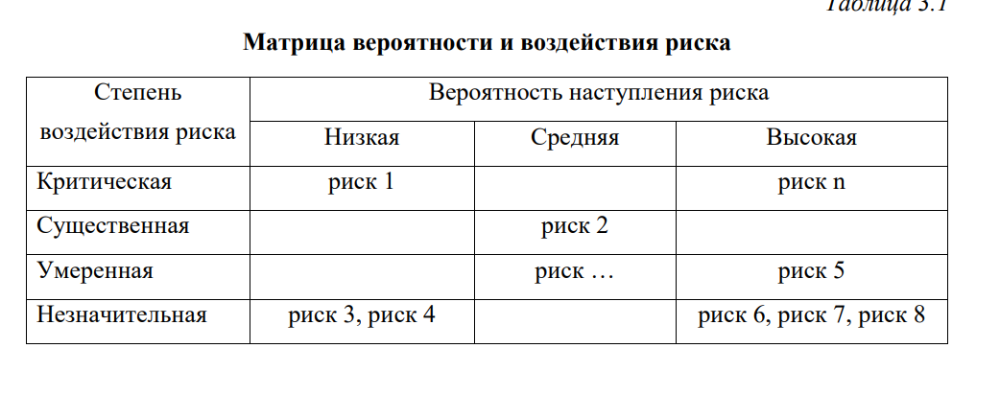 Таблица 3.1
Матрица вероятности и воздействия риска
Степень воздействия риска
Вероятность наступления риска
Низкая Средняя Высокая
Критическая риск 1 риск n
Существенная риск 2
Умеренная риск … риск 5
Незначительная риск 3, риск 4 риск 6, риск 7, риск 8